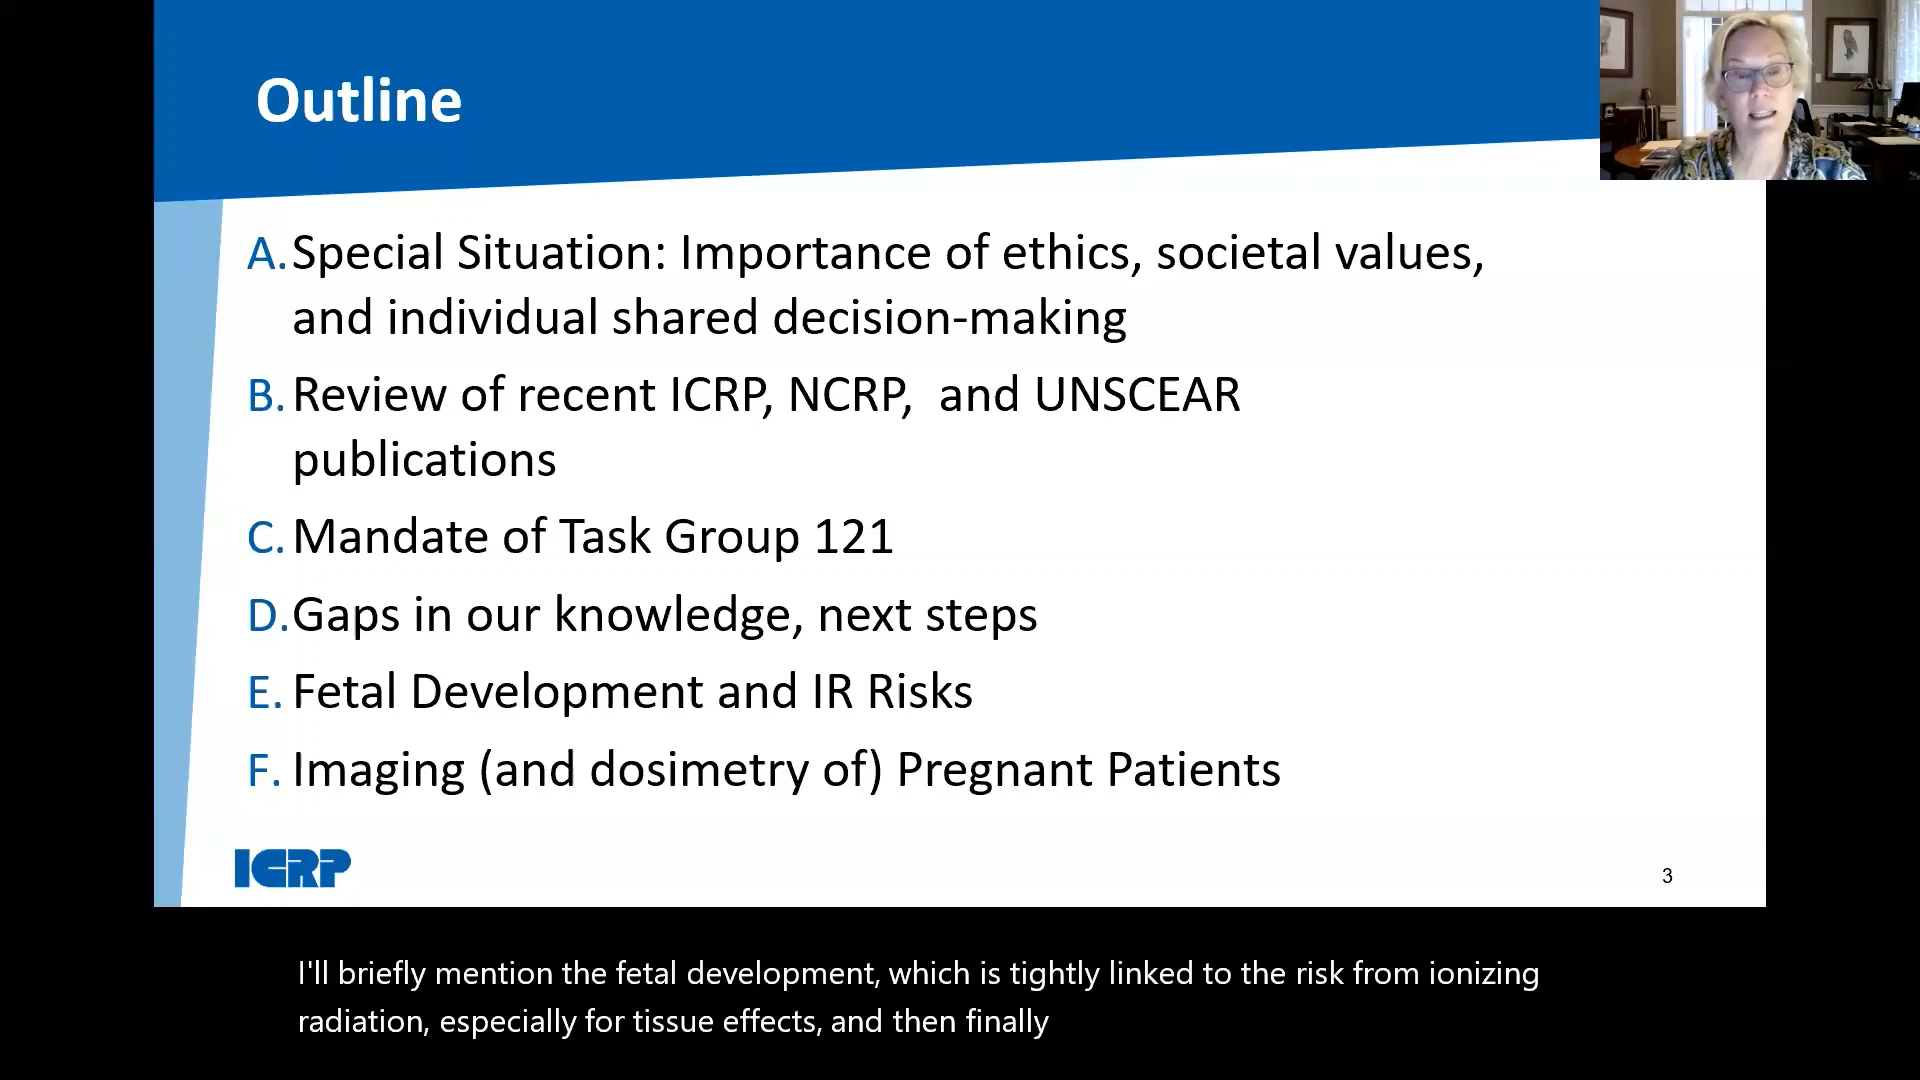 Outline
A. Special Situation: Importance of ethics, societal values,
and individual shared decision-making
B. Review of recent ICRP, NCRP,  and UNSCEAR
publications
C. Mandate of Task Group 121
D. Gaps in our knowledge, next steps
E. Fetal Development and IR Risks
F. Imaging (and dosimetry of) Pregnant Patients
ICRP
3
I'll briefly mention the fetal development, which is tightly linked to the risk from ionizing
radiation, especially for tissue effects, and then finally